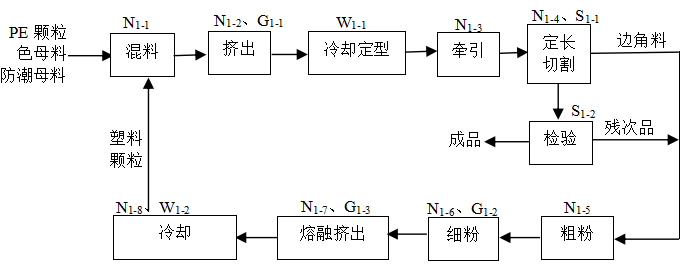 N1-1
N1-2、G1-1
W1-1
N1-3
N1-4、S1-1
PE 颗粒
色母料
防潮母料
混料
挤出
冷却定型
牵引
定长
切割
边角料
S1-2
成品
检验
残次品
塑料
颗粒
N1-8、W1-2
N1-7、G1-3
N1-6、G1-2
N1-5
冷却
熔融挤出
细粉
粗粉